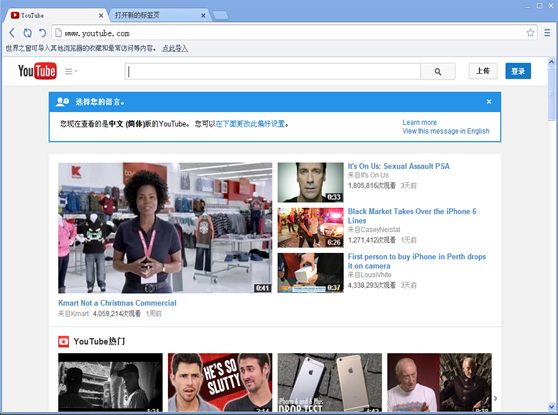 YouTube
打开新的标签页
www.youtube.com
世界之窗可导入其他浏览器的收藏和最常访问等内容。 点此导入
YouTube
上传
登录
选择您的语言。
您现在查看的是中文 (简体)版的YouTube。 您可以在下面更改此偏好设置。
Learn more
View this message in English
It's On Us: Sexual Assault PSA
来自It's On Us
1,805,816次观看 3天前
0:33
Black Market Takes Over the iPhone 6
Lines
来自CaseyNeistat
1,271,412次观看 1天前
6:26
First person to buy iPhone in Perth drops
it on camera
来自LousiVhite
4,338,293次观看 3天前
0:37
0:41
Kmart Not a Christmas Commercial
来自Kmart 4,059,214次观看 1周前
YouTube热门
HE'S SO
SLUTTY
iPhone 6 and 6 Plus
DROP TEST